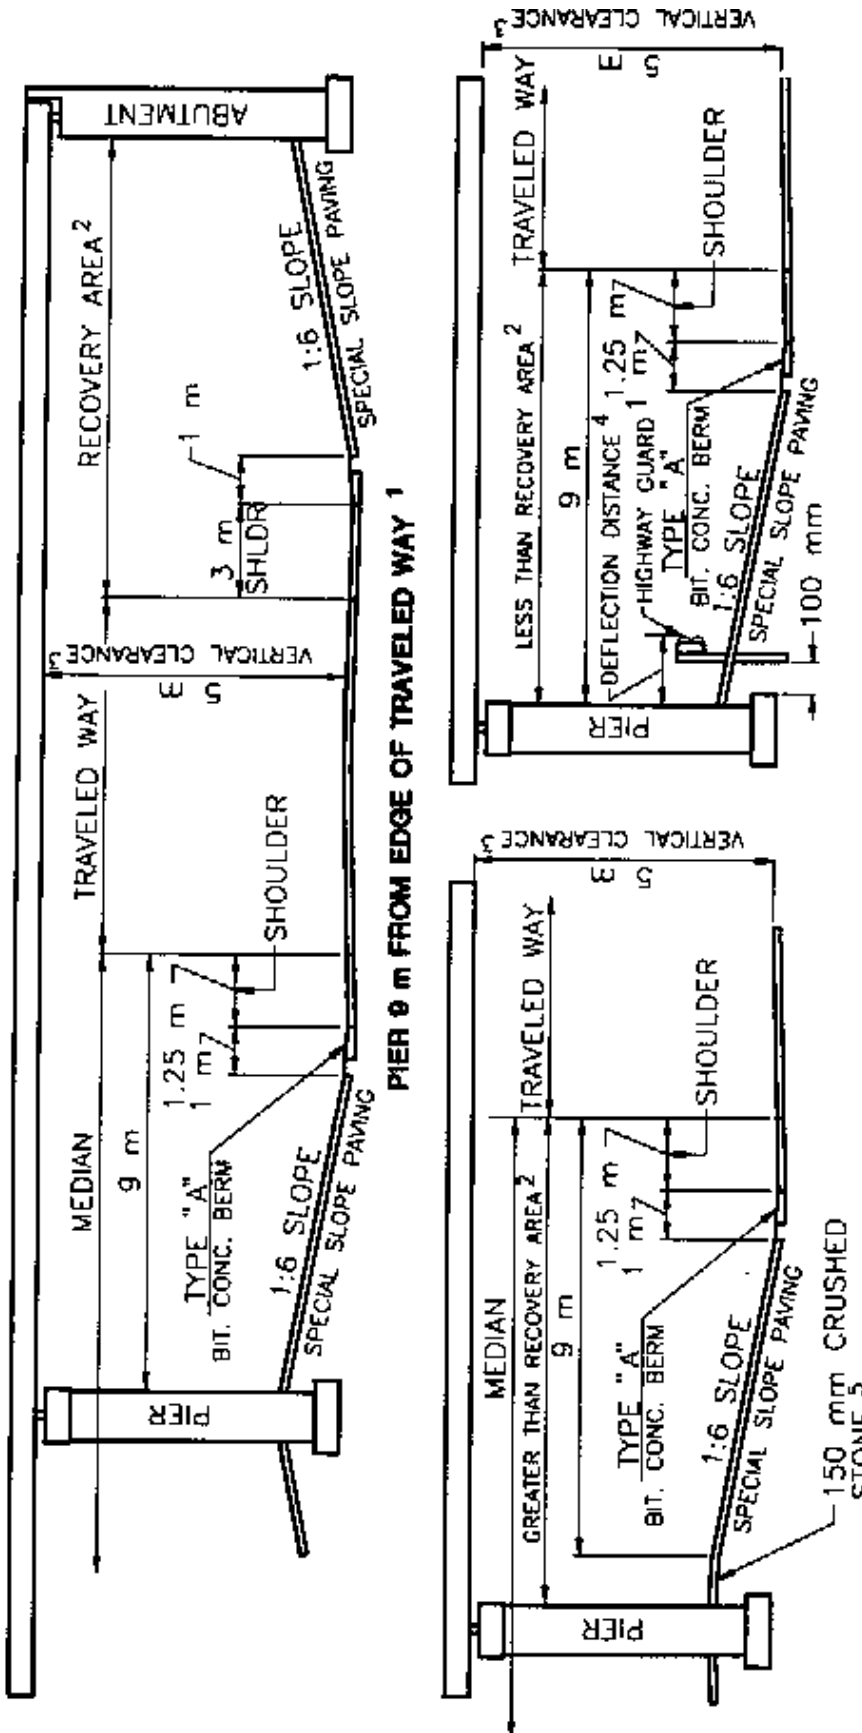 MEDIAN
TRAVELED WAY
RECOVERY AREA 2
9 m
1.25 m 7
1 m 7
SHOULDER
3 m
SHLDR
1 m
VERTICAL CLEARANCE 3
5 m
TYPE "A"
BIT. CONC. BERM
1:6 SLOPE
SPECIAL SLOPE PAVING
1:6 SLOPE
SPECIAL SLOPE PAVING
PIER
ABUTMENT
PIER 9 m FROM EDGE OF TRAVELED WAY 1
MEDIAN
TRAVELED WAY
GREATER THAN RECOVERY AREA 2
9 m
1.25 m 7
1 m 7
SHOULDER
VERTICAL CLEARANCE 3
5 m
TYPE "A"
BIT. CONC. BERM
1:6 SLOPE
SPECIAL SLOPE PAVING
PIER
150 mm CRUSHED
STONE 5
TRAVELED WAY
LESS THAN RECOVERY AREA 2
9 m
DEFLECTION DISTANCE 4
HIGHWAY GUARD 1
1.25 m 7
m 7
SHOULDER
VERTICAL CLEARANCE 3
5 m
TYPE "A"
BIT. CONC. BERM
1:6 SLOPE
SPECIAL SLOPE PAVING
PIER
100 mm